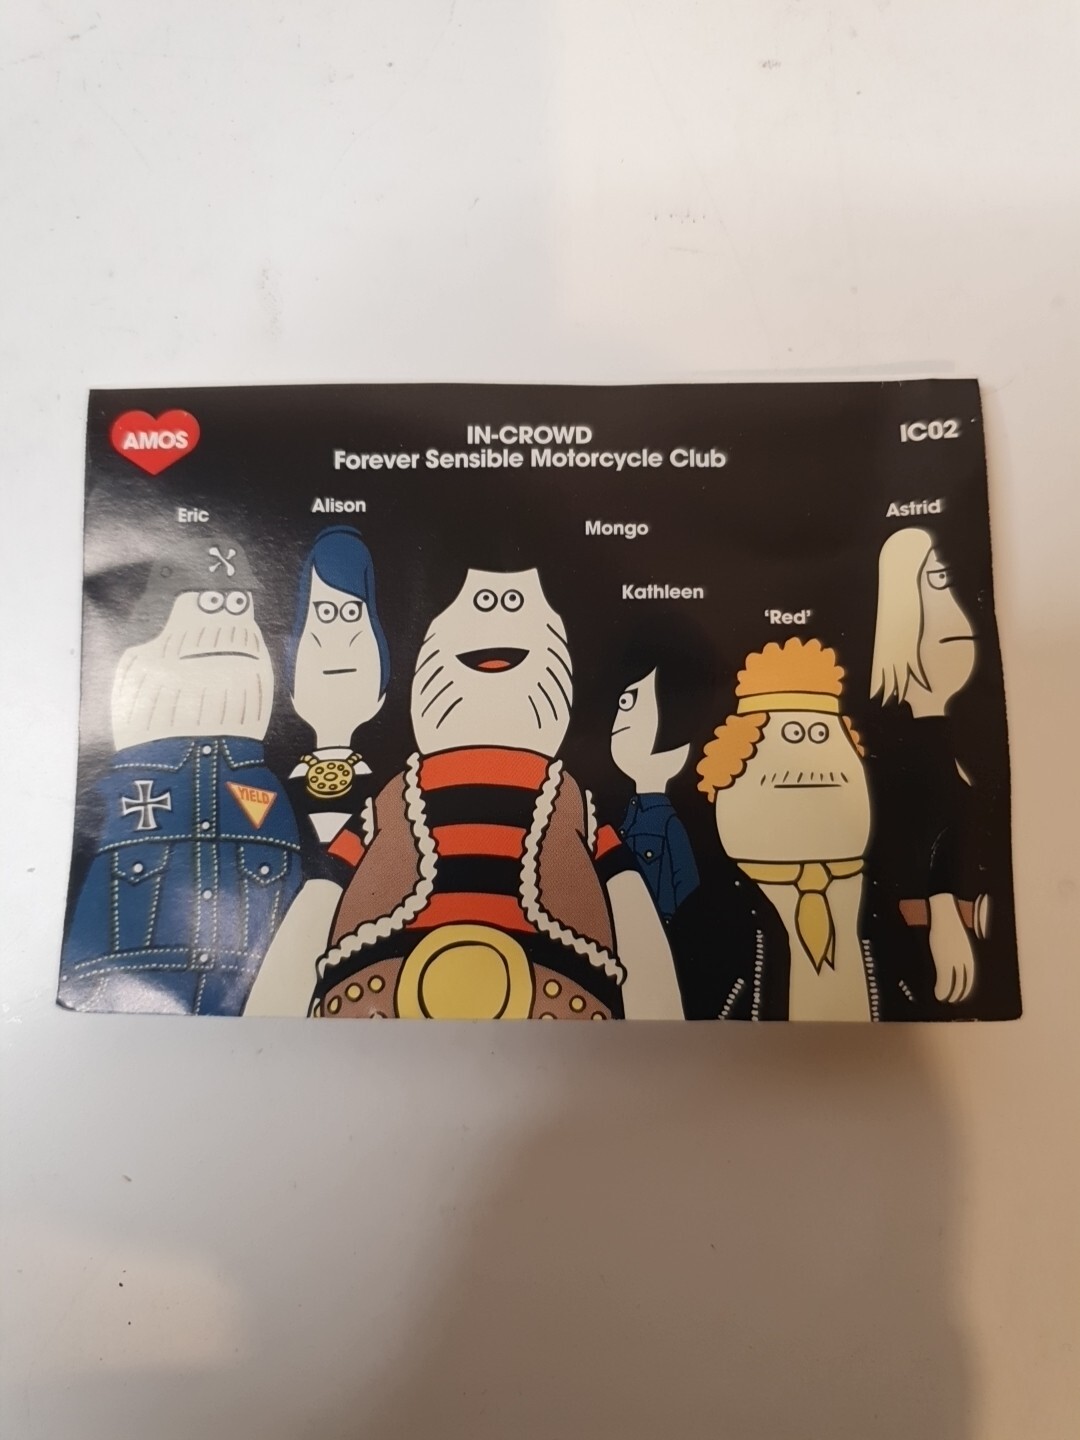 AMOS
IN-CROWD
Forever Sensible Motorcycle Club
IC02
Eric
Alison
Mongo
Kathleen
'Red'
Astrid
YIELD